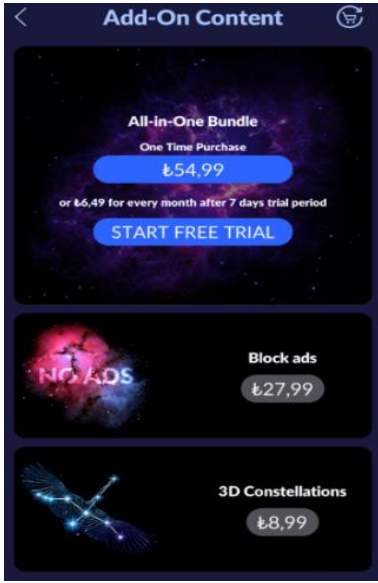 Add-On Content
All-in-One Bundle
One Time Purchase
₺54,99
or ₺6,49 for every month after 7 days trial period
START FREE TRIAL
NO ADS
Block ads
₺27,99
3D Constellations
₺8,99